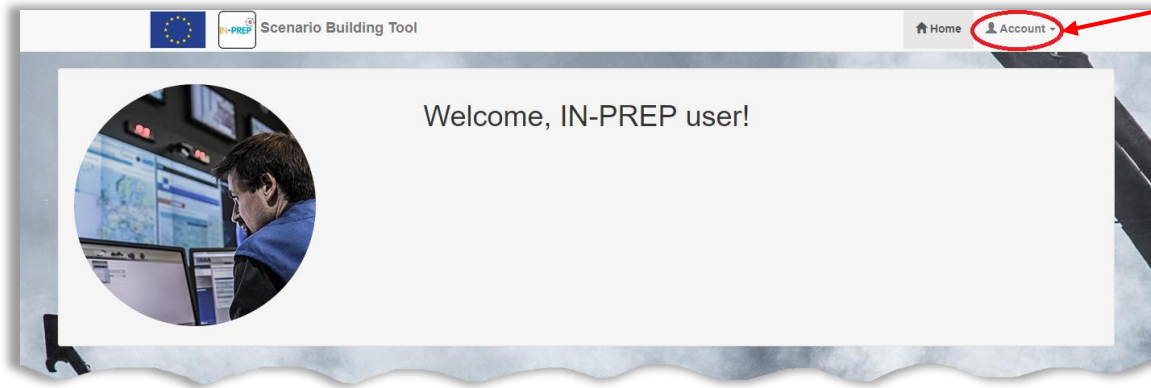 IN-PREP Scenario Building Tool
Home Account
Welcome, IN-PREP user!